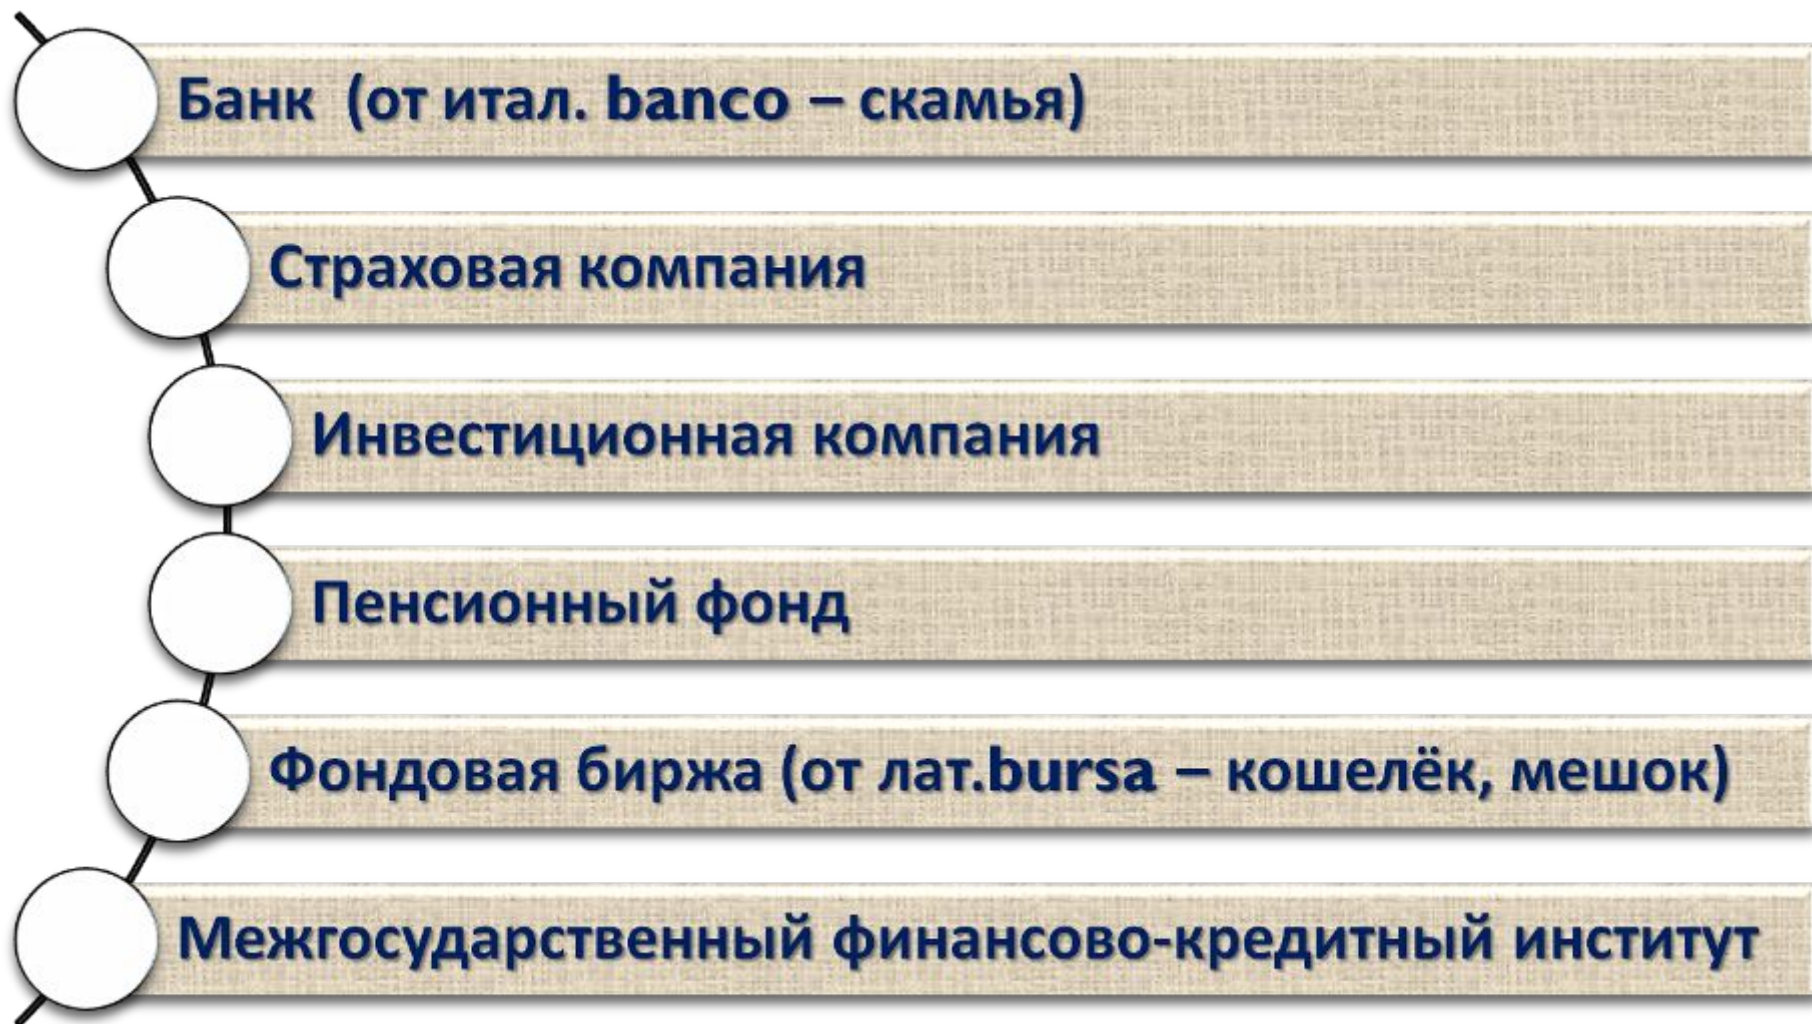 Банк (от итал. banco – скамья)
Страховая компания
Инвестиционная компания
Пенсионный фонд
Фондовая биржа (от лат.bursa – кошелёк, мешок)
Межгосударственный финансово-кредитный институт